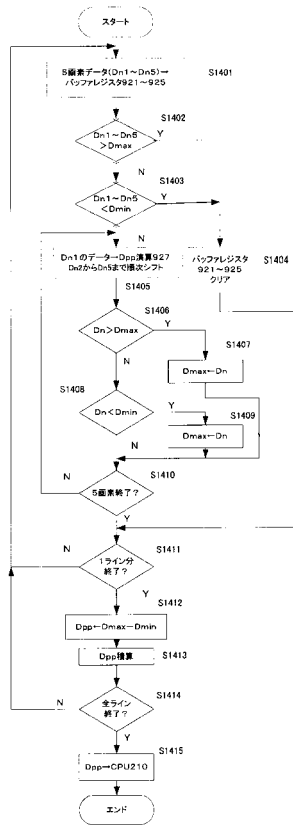 スタート
5画素データ(Dn1～Dn5)→
バッファレジスタ921～925
S1401
S1402
Dn1～Dn5
>Dmax
Y
N
S1403
Dn1～Dn5
<Dmin
Y
N
Dn1のデータ→Dpp演算927
Dn2からDn5まで順次シフト
S1405
バッファレジスタ
921～925
クリア
S1404
S1406
Dn>Dmax
Y
N
S1407
Dmax←Dn
S1408
Dn<Dmin
Y
S1409
Dmax←Dn
N
S1410
N
5画素終了?
Y
S1411
N
1ライン分
終了?
Y
S1412
Dpp←Dmax-Dmin
Dpp積算
S1413
S1414
N
全ライン
終了?
Y
S1415
Dpp→CPU210
エンド